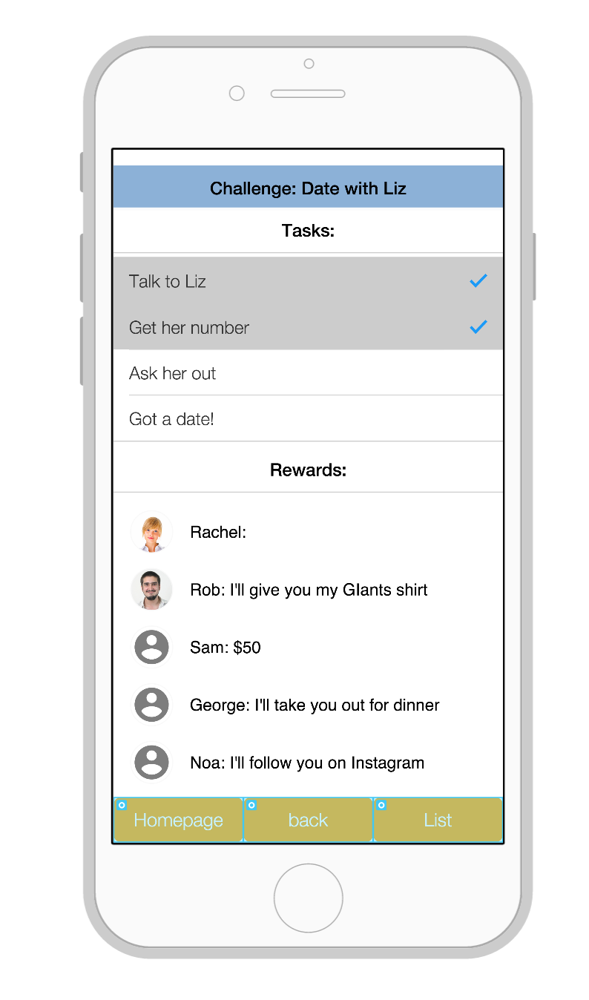 Challenge: Date with Liz
Tasks:
Talk to Liz
Get her number
Ask her out
Got a date!
Rewards:
Rachel:
Rob: I'll give you my GIants shirt
Sam: $50
George: I'll take you out for dinner
Noa: I'll follow you on Instagram
Homepage back List